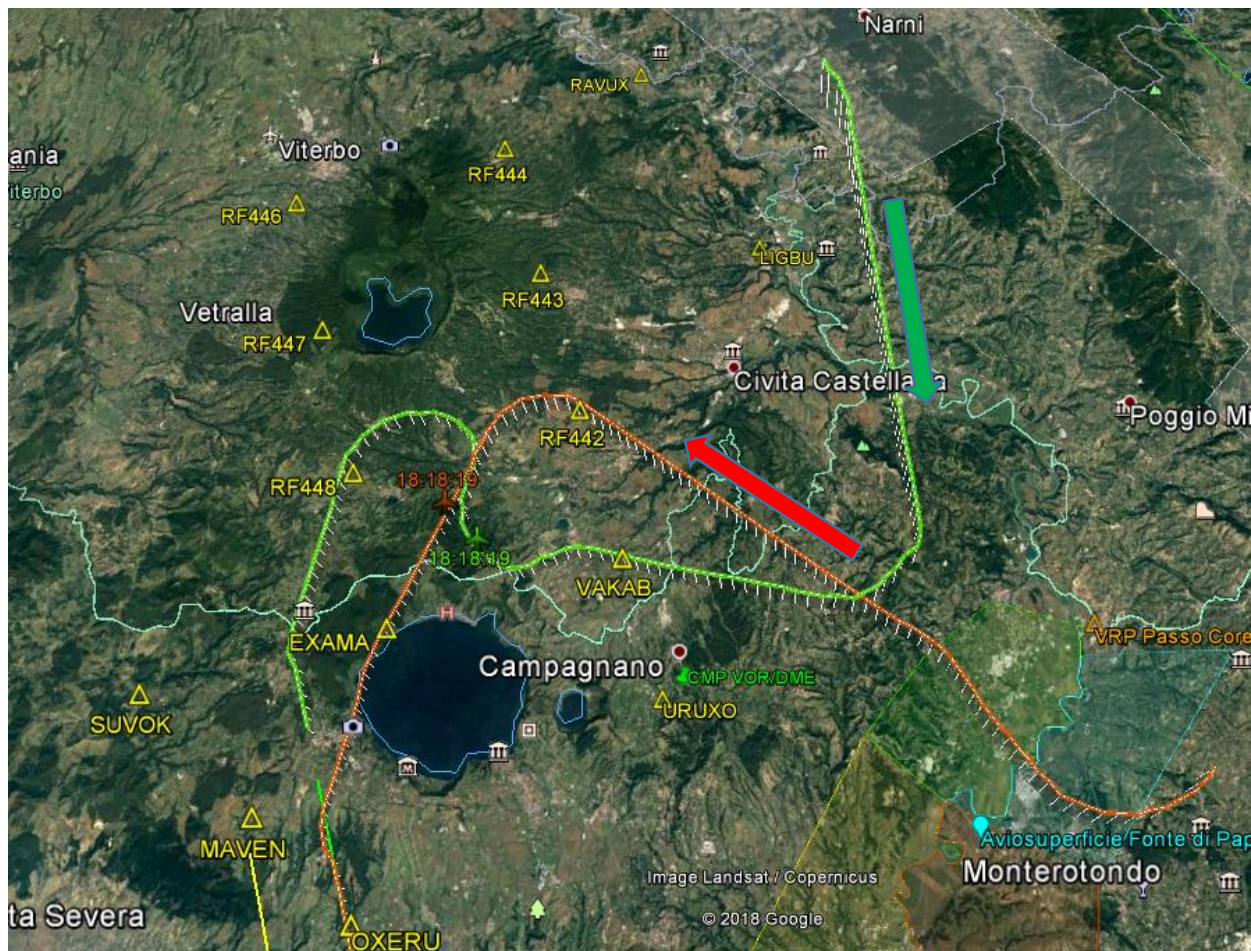 Narni
RAVUX
Viterbo
RF444
ania
iterbo
RF446
LIGBU
RF443
Vetralla
RF447
Civita Castellana
Poggio Mi
RF442
RF448
18:18:19
18:18:19
VAKAB
H
EXAMA
VRP Passo Core
Campagnano
CMP VOR/DME
SUVOK
URUXO
M
MAVEN
Aviosuperficie Fonte di Pap
Monterotondo
Image Landsat / Copernicus
ta Severa
© 2018 Google
OXERU